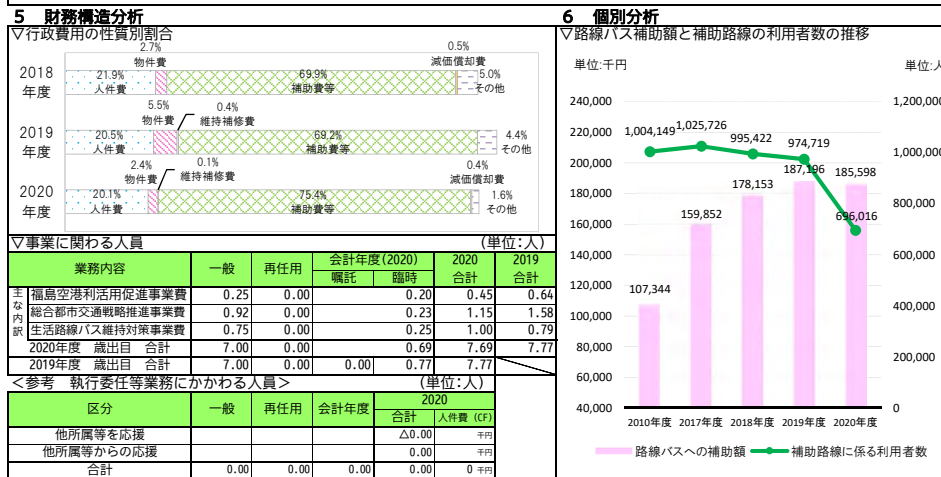 5 財務構造分析
▽行政費用の性質別割合
2.7%
物件費
0.5%
減価償却費
2018
年度
21.9%
人件費
69.9%
補助費等
5.0%
その他
5.5%
物件費
0.4%
維持補修費
2019
年度
20.5%
人件費
69.2%
補助費等
4.4%
その他
2.4%
物件費
0.1%
維持補修費
0.4%
減価償却費
2020
年度
20.1%
人件費
75.4%
補助費等
1.6%
その他
▽事業に関わる人員 (単位:人)
業務内容 一般 再任用 会計年度(2020) 2020 2019
嘱託 臨時 合計 合計
主な内訳
福島空港利活用促進事業費 0.25 0.00 0.20 0.45 0.64
総合都市交通戦略推進事業費 0.92 0.00 0.23 1.15 1.58
生活路線バス維持対策事業費 0.75 0.00 0.25 1.00 0.79
2020年度 歳出目 合計 7.00 0.00 0.69 7.69 7.77
2019年度 歳出目 合計 7.00 0.00 0.00 0.77 7.77
<参考 執行委任等業務にかかわる人員> (単位:人)
区分 一般 再任用 会計年度 2020
合計 人件費(CF)
他所属等を応援 △0.00 千円
他所属等からの応援 0.00 千円
合計 0.00 0.00 0.00 0.00 0 千円
6 個別分析
▽路線バス補助額と補助路線の利用者数の推移
単位:千円
単位:人
240,000
220,000
200,000
180,000
160,000
140,000
120,000
100,000
80,000
60,000
40,000
1,200,000
1,000,000
800,000
600,000
400,000
200,000
0
1,004,149
1,025,726
995,422
974,719
696,016
107,344
159,852
178,153
187,196
185,598
2010年度 2017年度 2018年度 2019年度 2020年度
路線バスへの補助額 補助路線に係る利用者数